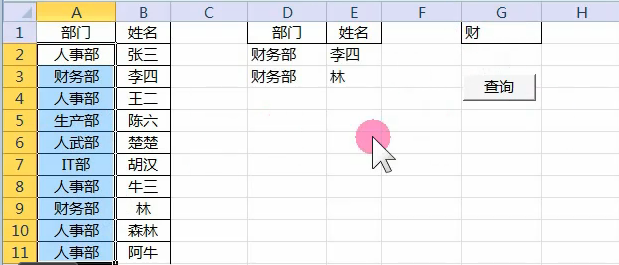 A B C D E F G H
1 部门 姓名 部门 姓名 财
2 人事部 张三 财务部 李四
3 财务部 李四 财务部 林 查询
4 人事部 王二
5 生产部 陈六
6 人武部 楚楚
7 IT部 胡汉
8 人事部 牛三
9 财务部 林
10 人事部 森林
11 人事部 阿牛